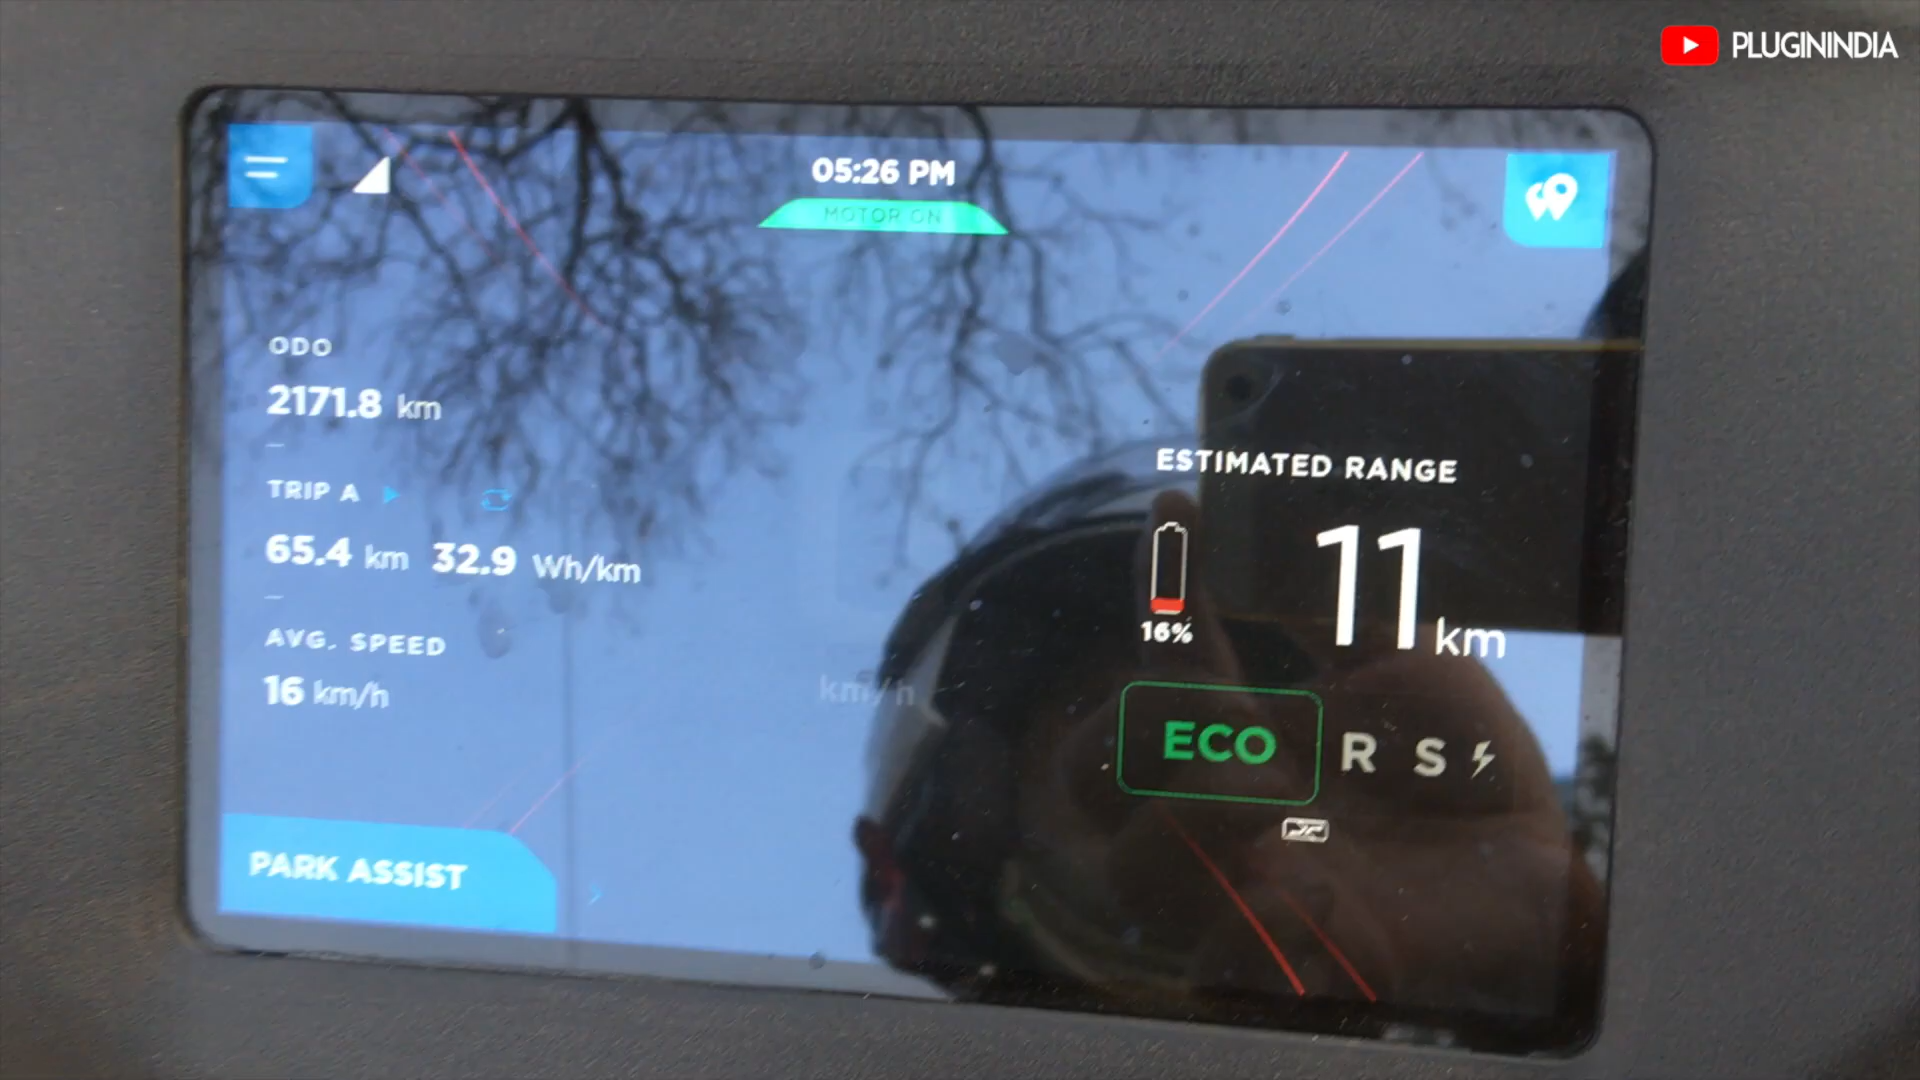 PLUGININDIA
05:26 PM
MOTOR ON
ODO
2171.8 km
TRIP A
65.4 km 32.9 Wh/km
AVG. SPEED
16 km/h
km/h
ESTIMATED RANGE
11 km
16%
ECO R S
PARK ASSIST